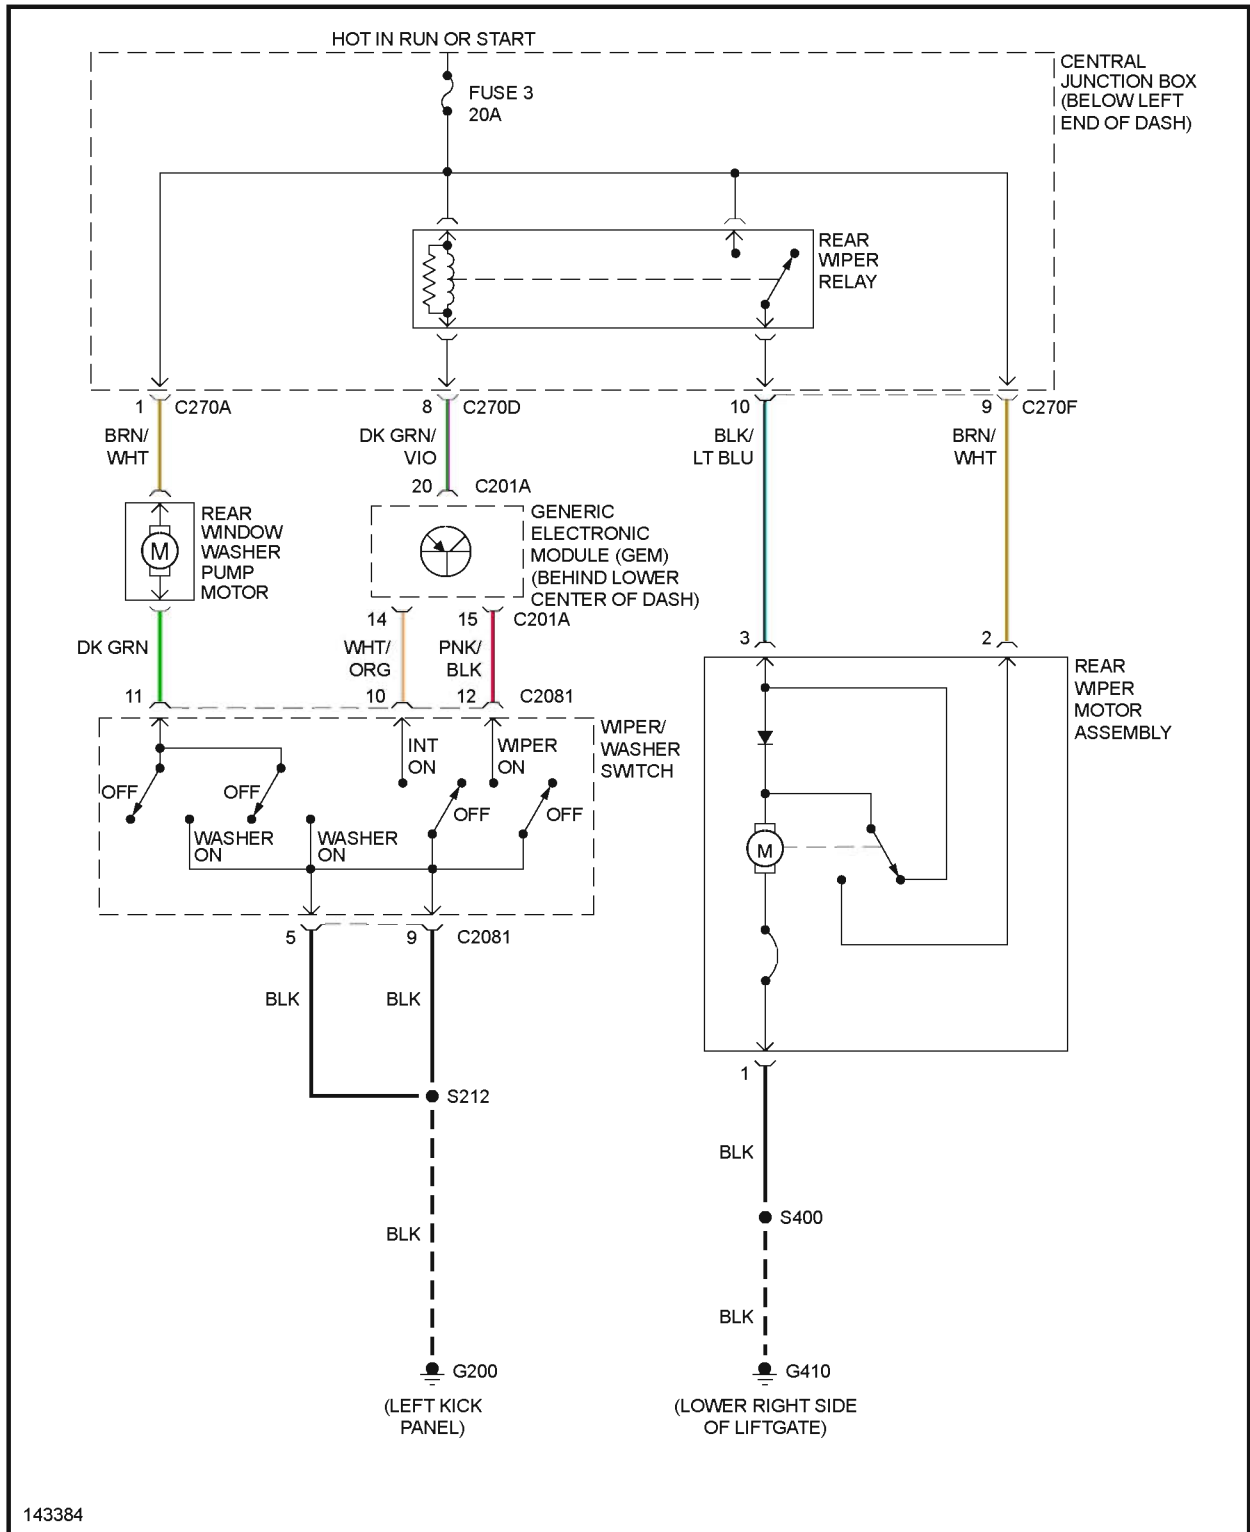 HOT IN RUN OR START
CENTRAL
JUNCTION BOX
(BELOW LEFT
END OF DASH)
FUSE 3
20A
REAR
WIPER
RELAY
1 C270A
8 C270D
10
9 C270F
BRN/
WHT
DK GRN/
VIO
BLK/
LT BLU
BRN/
WHT
20 C201A
REAR
WINDOW
WASHER
PUMP
MOTOR
M
GENERIC
ELECTRONIC
MODULE (GEM)
(BEHIND LOWER
CENTER OF DASH)
14
15 C201A
DK GRN
WHT/
ORG
PNK/
BLK
3
2
REAR
WIPER
MOTOR
ASSEMBLY
11
10
12 C2081
WIPER/
WASHER
SWITCH
INT
ON
WIPER
ON
OFF
OFF
OFF
OFF
WASHER
ON
WASHER
ON
M
5
9 C2081
BLK
BLK
1
S212
BLK
S400
BLK
BLK
G200
(LEFT KICK
PANEL)
G410
(LOWER RIGHT SIDE
OF LIFTGATE)
143384